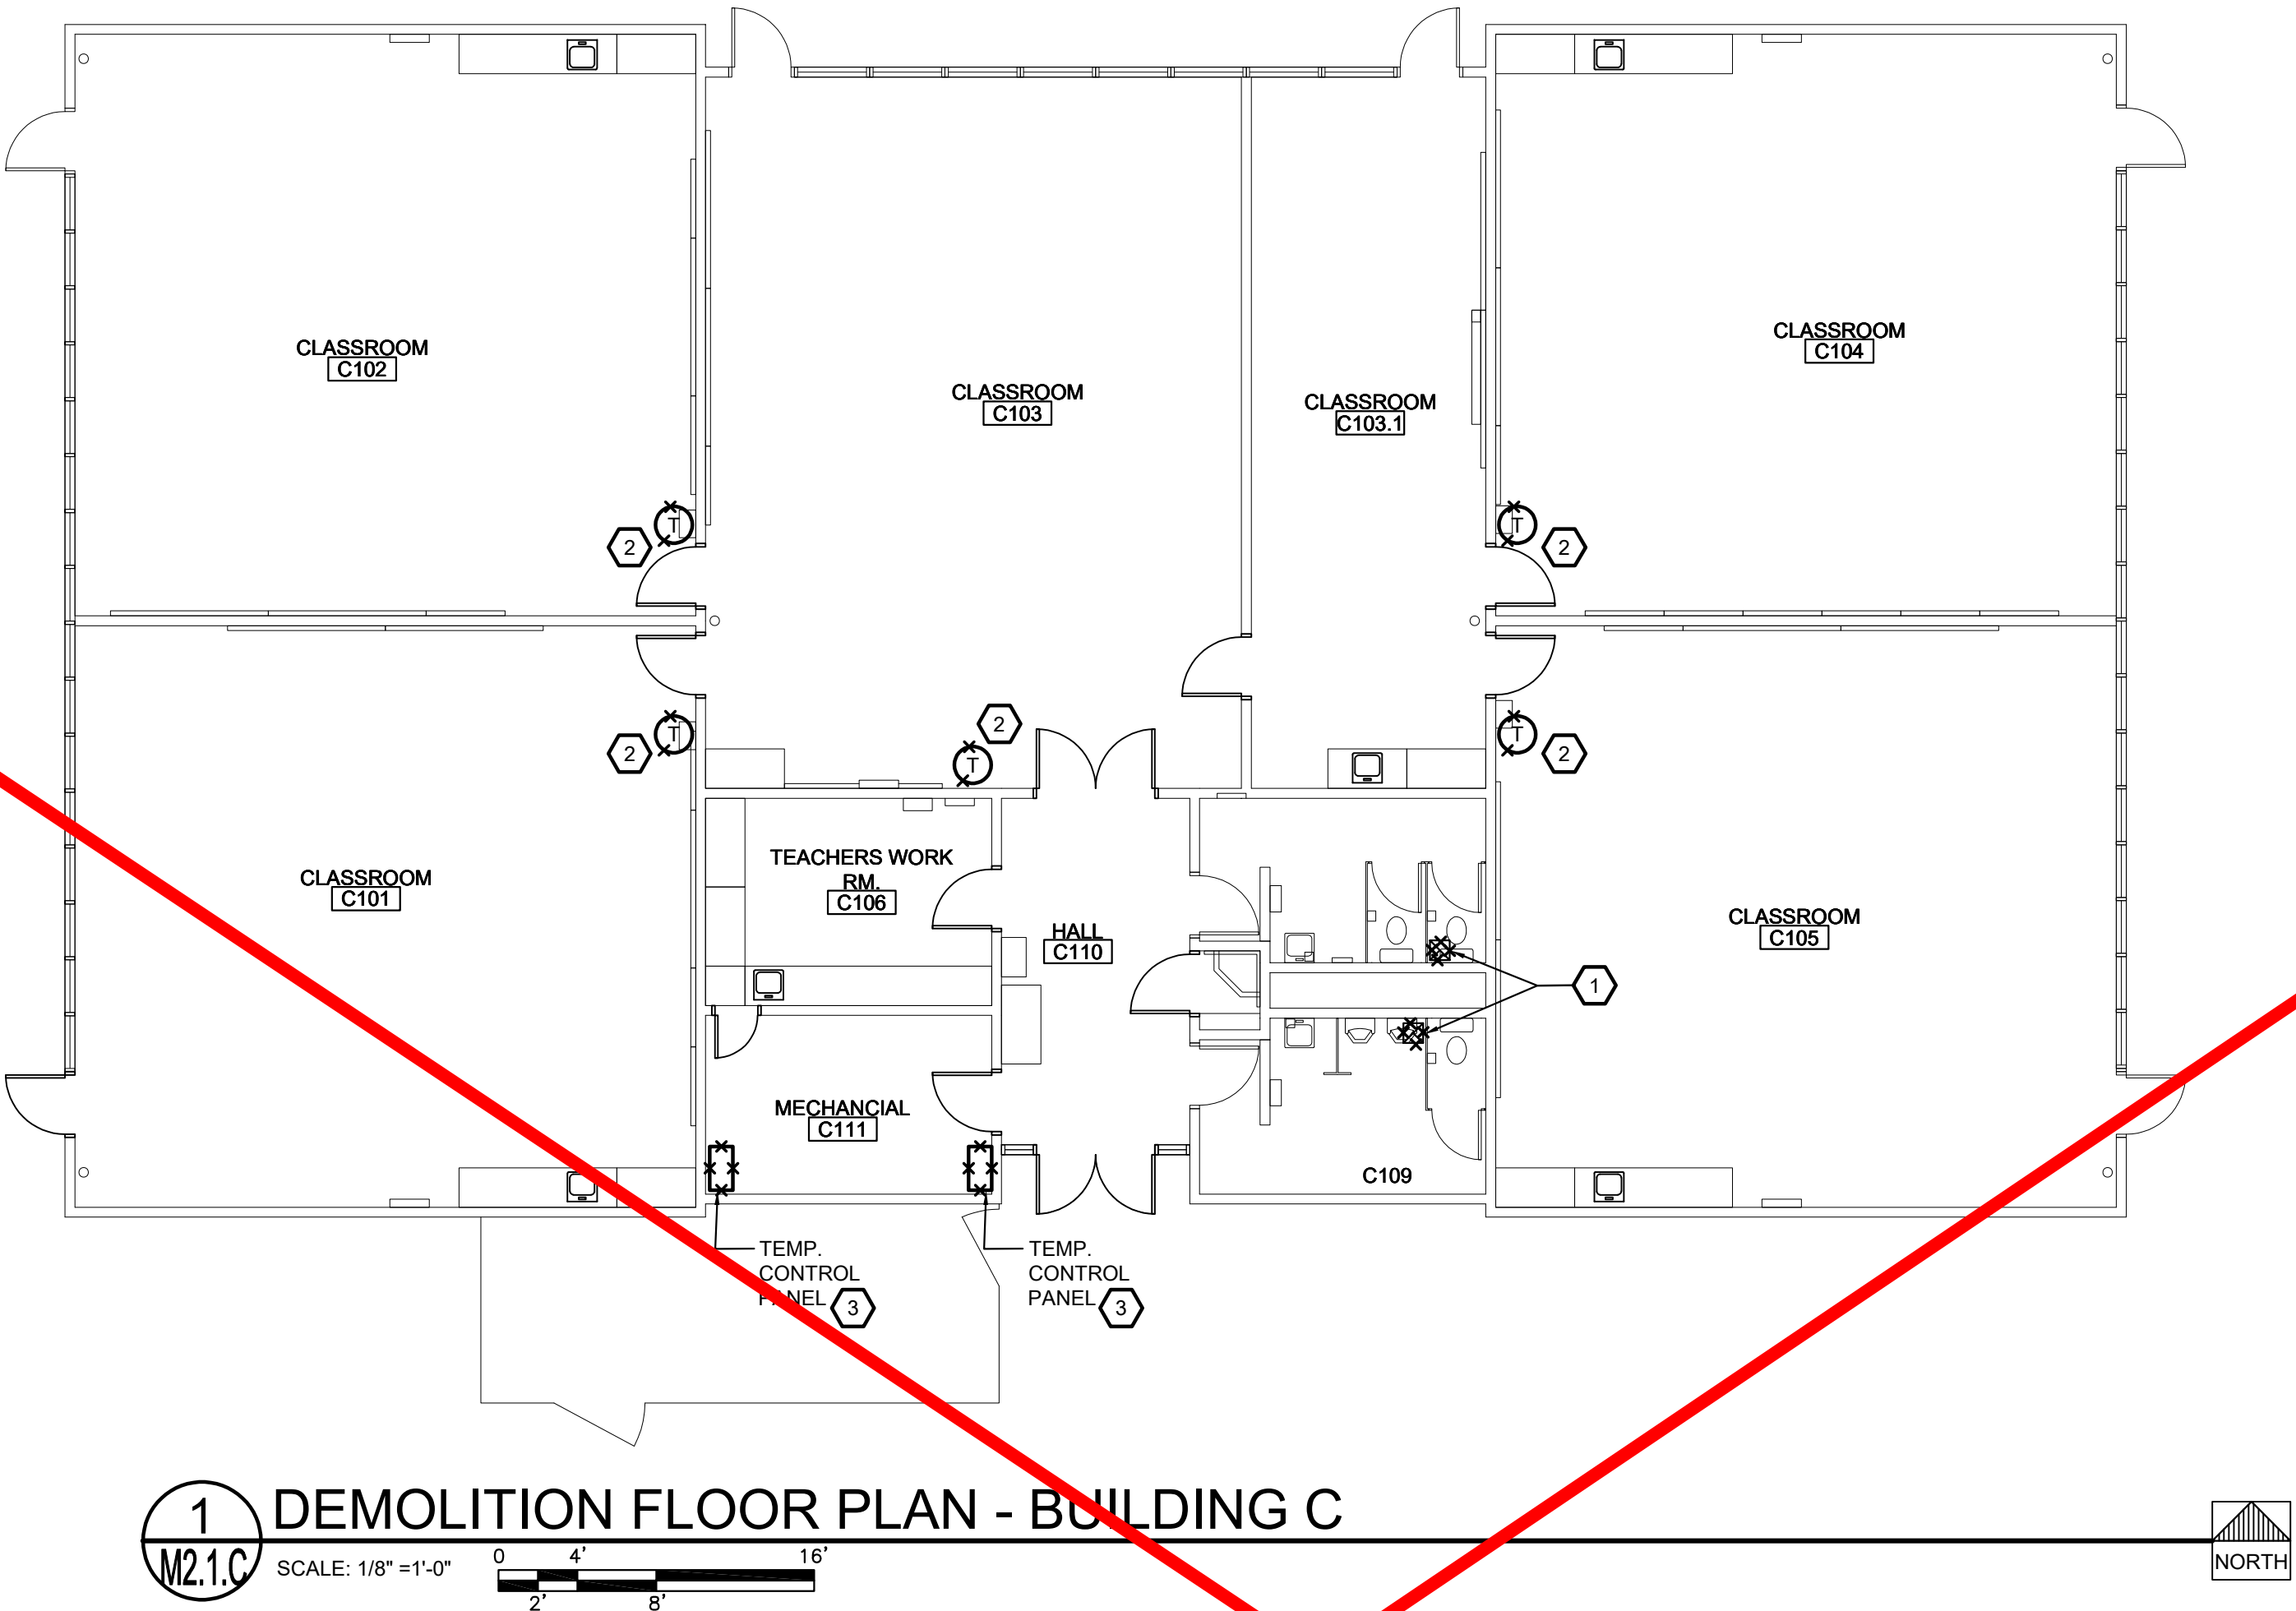 CLASSROOM
C102
CLASSROOM
C103
CLASSROOM
C103.1
CLASSROOM
C104
T
2
T
2
T
2
T
2
T
2
CLASSROOM
C101
TEACHERS WORK
RM.
C106
HALL
C110
CLASSROOM
C105
1
MECHANCIAL
C111
C109
TEMP.
CONTROL
PANEL
3
TEMP.
CONTROL
PANEL
3
1
M2.1.C
DEMOLITION FLOOR PLAN - BUILDING C
SCALE: 1/8" =1'-0"
0 4' 16'
2' 8'
NORTH